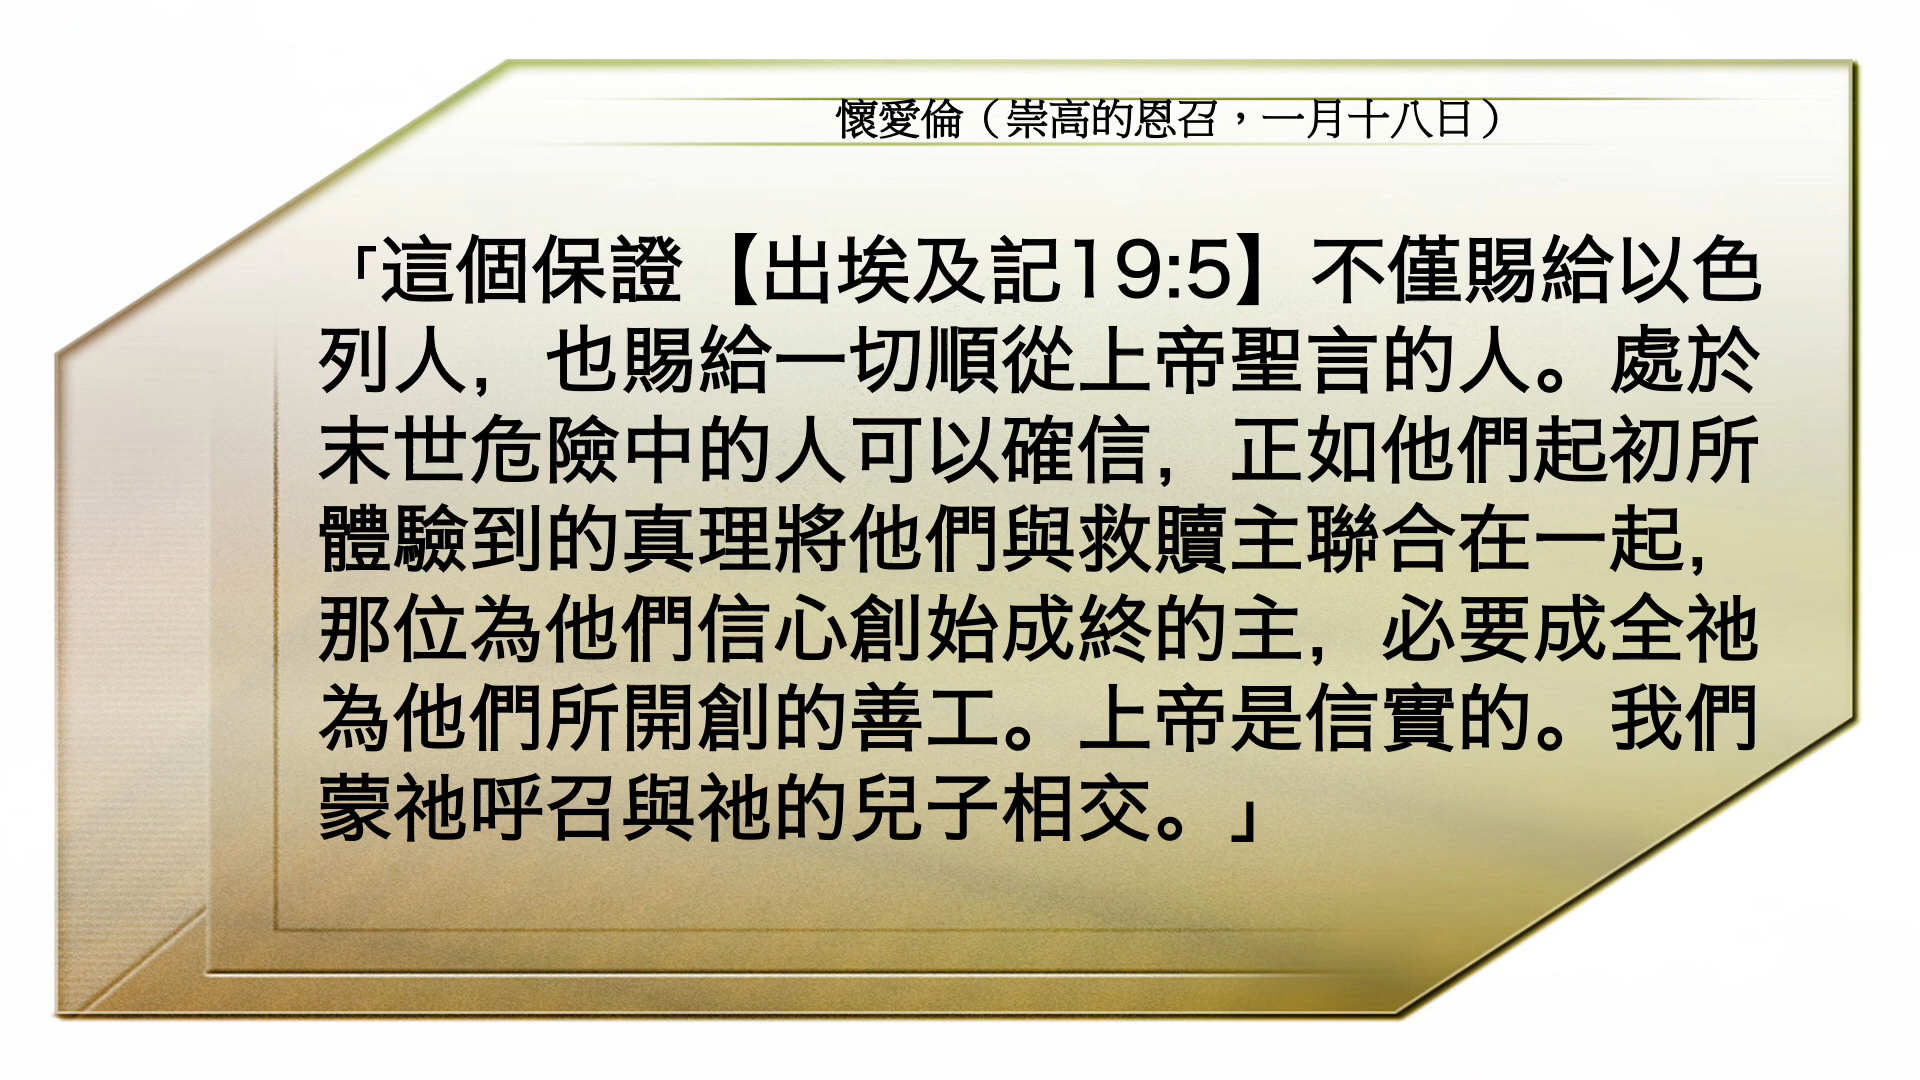 懷愛倫（崇高的恩召，一月十八日）
「這個保證【出埃及記19:5】不僅賜給以色
列人，也賜給一切順從上帝聖言的人。處於
末世危險中的人可以確信，正如他們起初所
體驗到的真理將他們與救贖主聯合在一起，
那位為他們信心創始成終的主，必要成全祂
為他們所開創的善工。上帝是信實的。我們
蒙祂呼召與祂的兒子相交。」